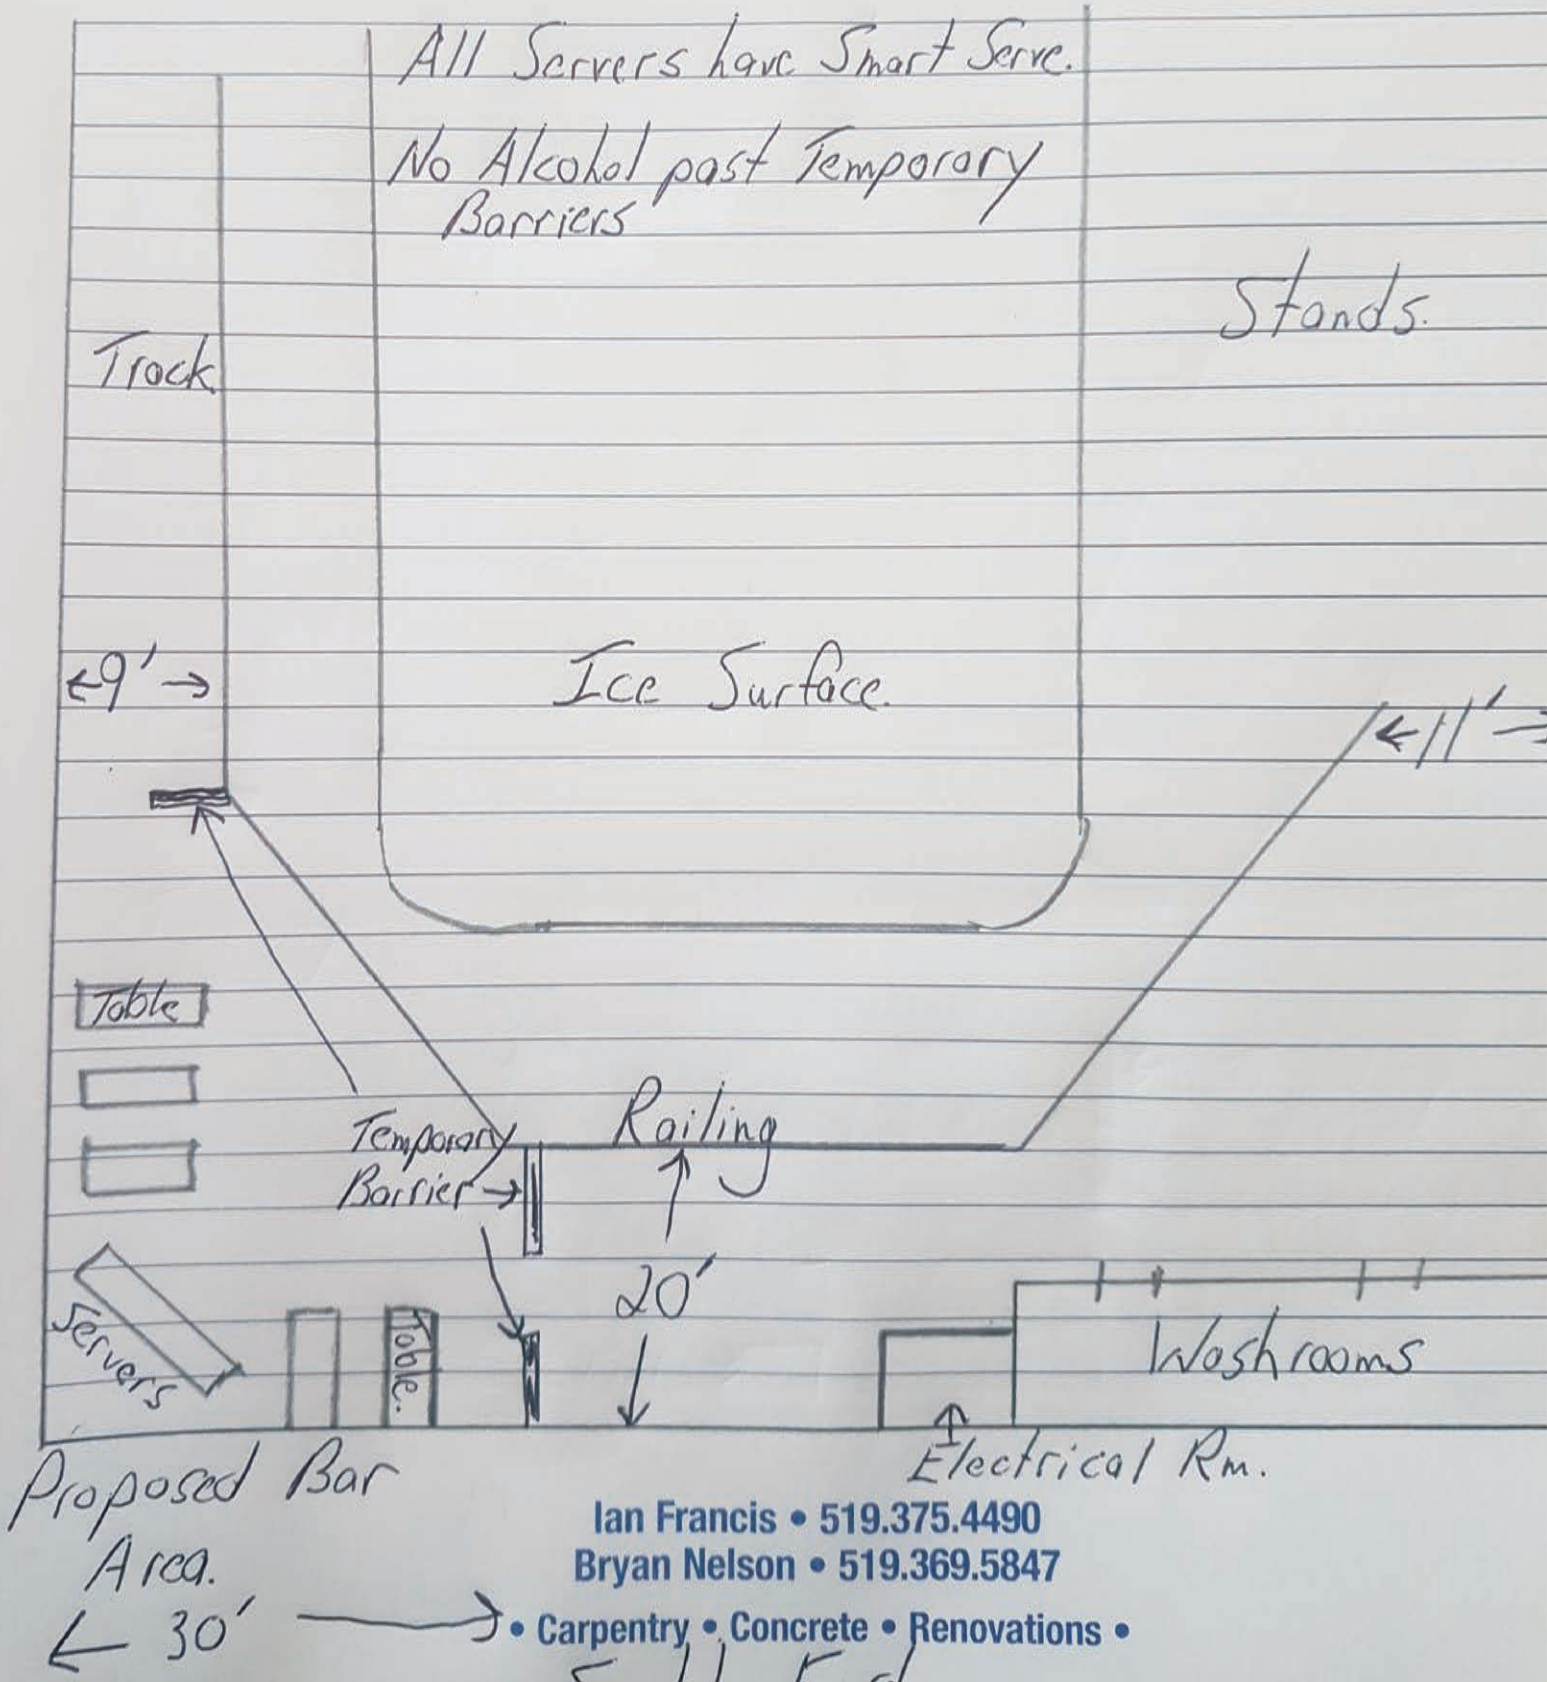 All Servers have Smart Serve.
No Alcohol past Temporary
Barriers
Stands.
Track
9'
Ice Surface.
11'
Table
Temporary
Barrier
Railing
20'
Servers
Table.
Washrooms
Proposed Bar
Area.
30'
Electrical Rm.
Ian Francis • 519.375.4490
Bryan Nelson • 519.369.5847
• Carpentry • Concrete • Renovations •